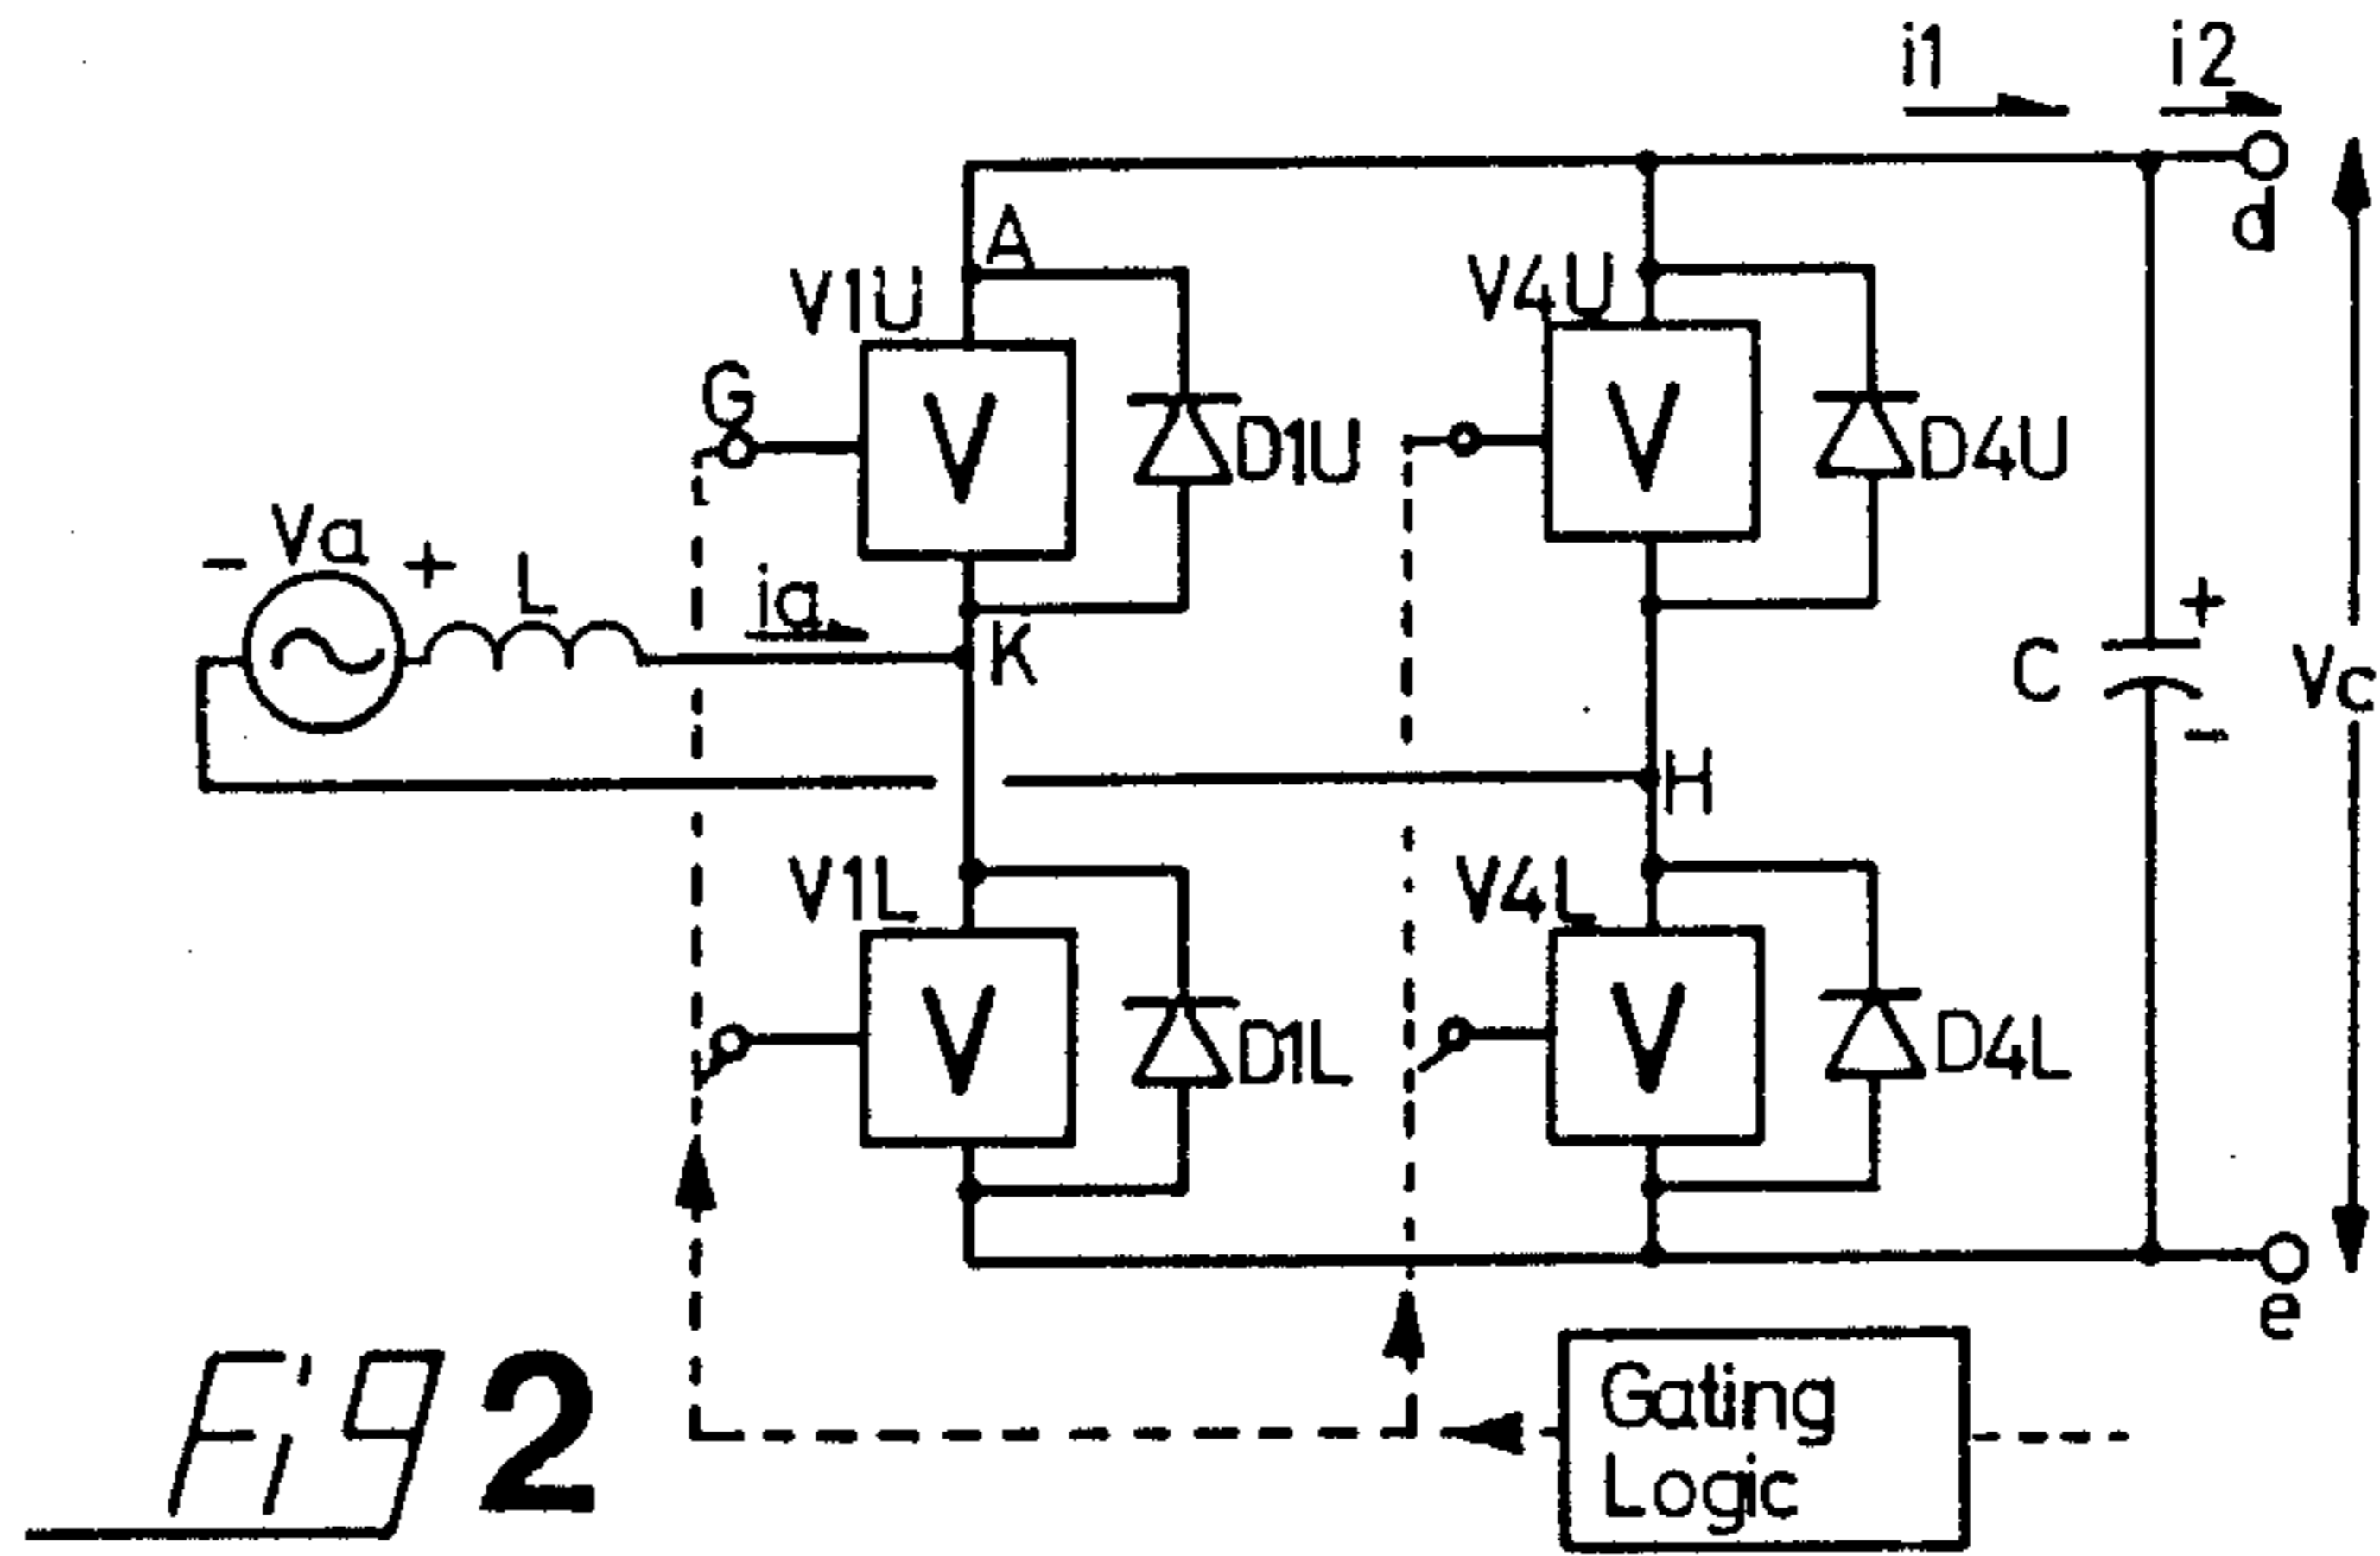 i1 i2
d
A
V1U V4U
G
V V
D1U D4U
- Va + L
ia
K
+
C
Vc
-
H
V1L V4L
V V
D1L D4L
e
Gating
Logic
Fig 2